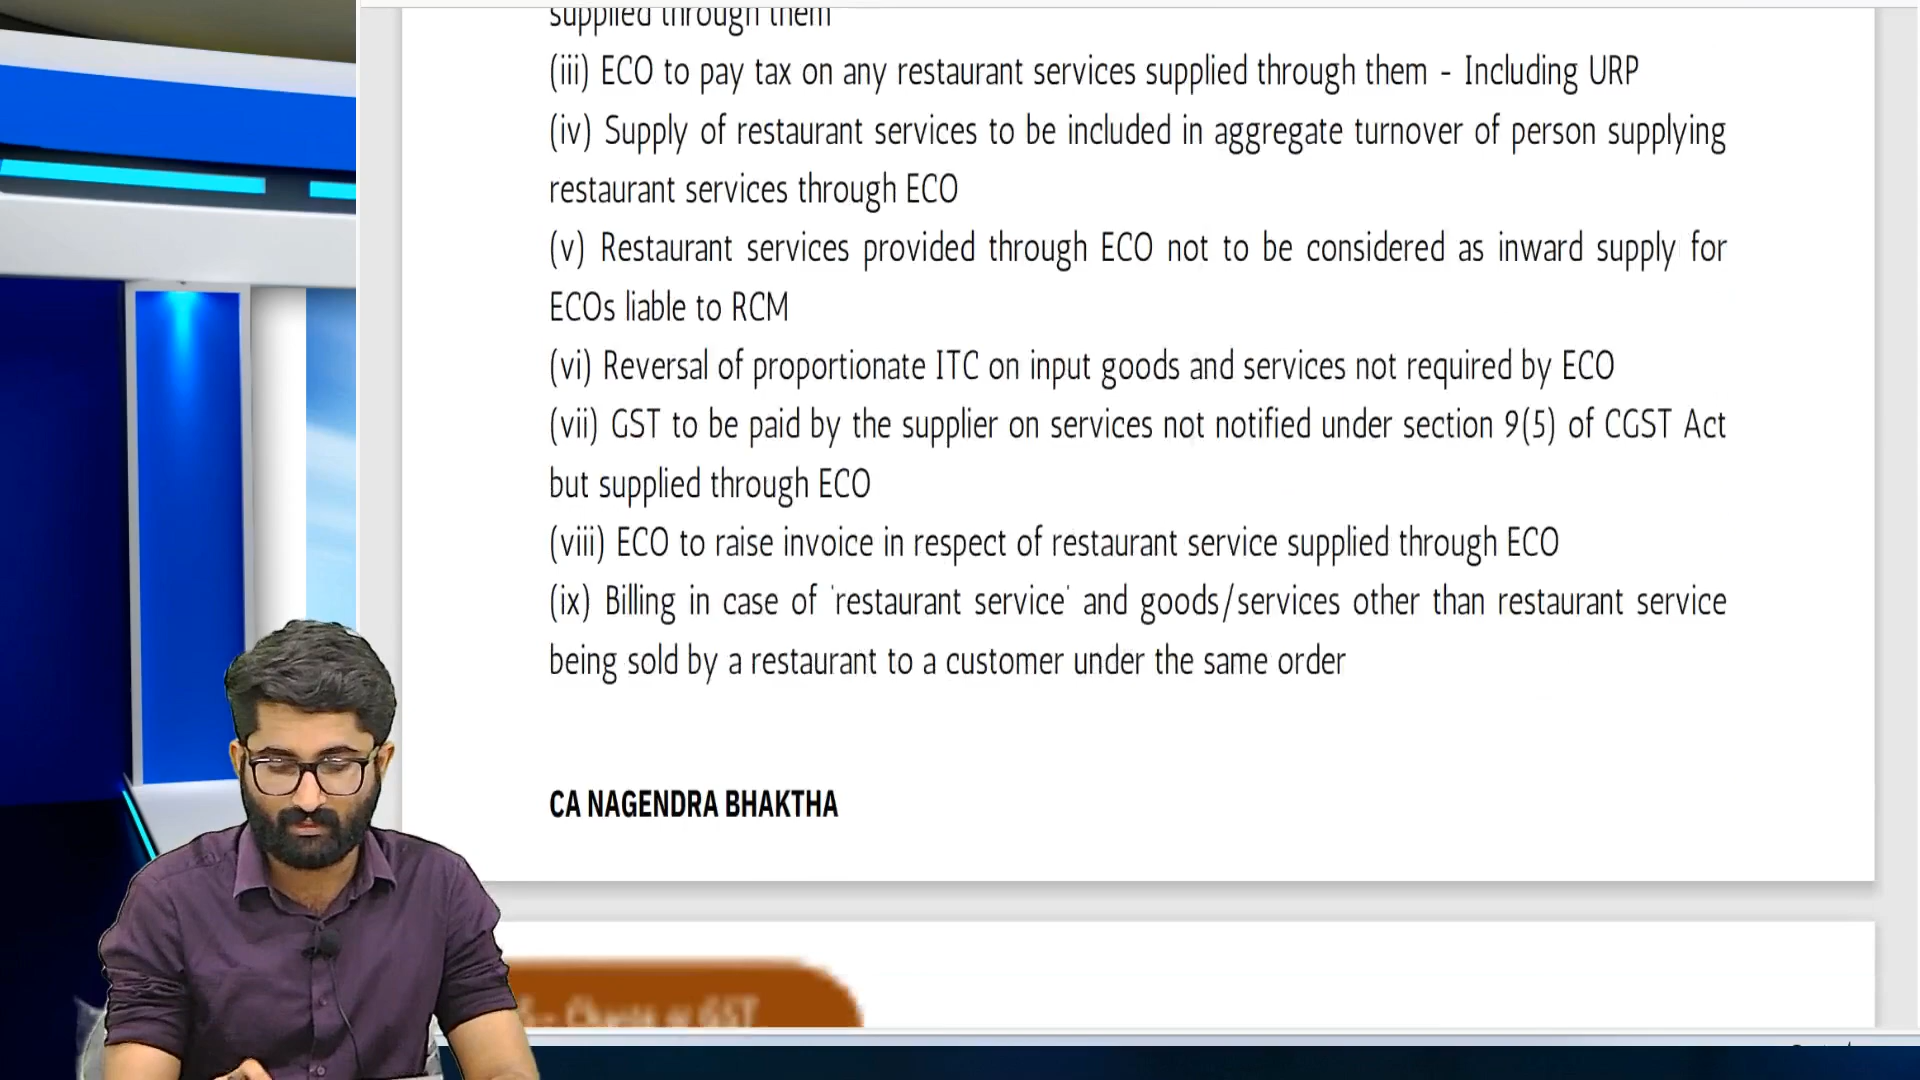 supplied through them
(iii) ECO to pay tax on any restaurant services supplied through them - Including URP
(iv) Supply of restaurant services to be included in aggregate turnover of person supplying
restaurant services through ECO
(v) Restaurant services provided through ECO not to be considered as inward supply for
ECOs liable to RCM
(vi) Reversal of proportionate ITC on input goods and services not required by ECO
(vii) GST to be paid by the supplier on services not notified under section 9(5) of CGST Act
but supplied through ECO
(viii) ECO to raise invoice in respect of restaurant service supplied through ECO
(ix) Billing in case of 'restaurant service' and goods/services other than restaurant service
being sold by a restaurant to a customer under the same order
CA NAGENDRA BHAKTHA
- Charge of GST